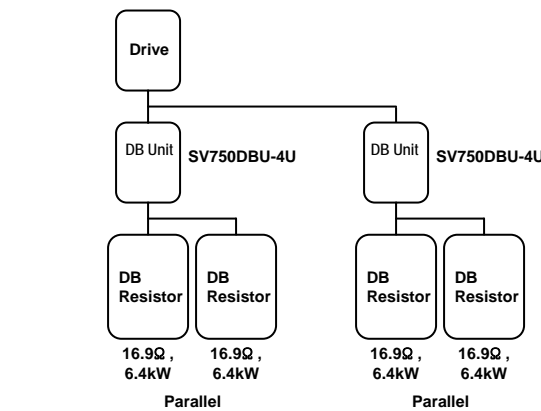 Drive
DB Unit
SV750DBU-4U
DB Unit
SV750DBU-4U
DB
Resistor
DB
Resistor
DB
Resistor
DB
Resistor
16.9Ω ,
6.4kW
16.9Ω ,
6.4kW
16.9Ω ,
6.4kW
16.9Ω ,
6.4kW
Parallel
Parallel